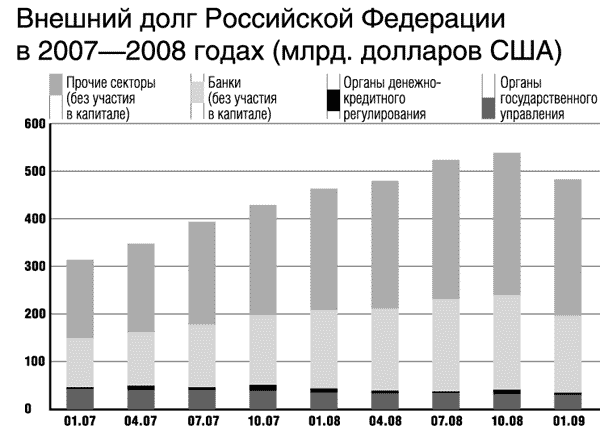 Внешний долг Российской Федерации
в 2007—2008 годах (млрд. долларов США)
Прочие секторы
(без участия
в капитале)
Банки
(без участия
в капитале)
Органы денежно-
кредитного
регулирования
Органы
государственного
управления
600
500
400
300
200
100
0
01.07 04.07 07.07 10.07 01.08 04.08 07.08 10.08 01.09